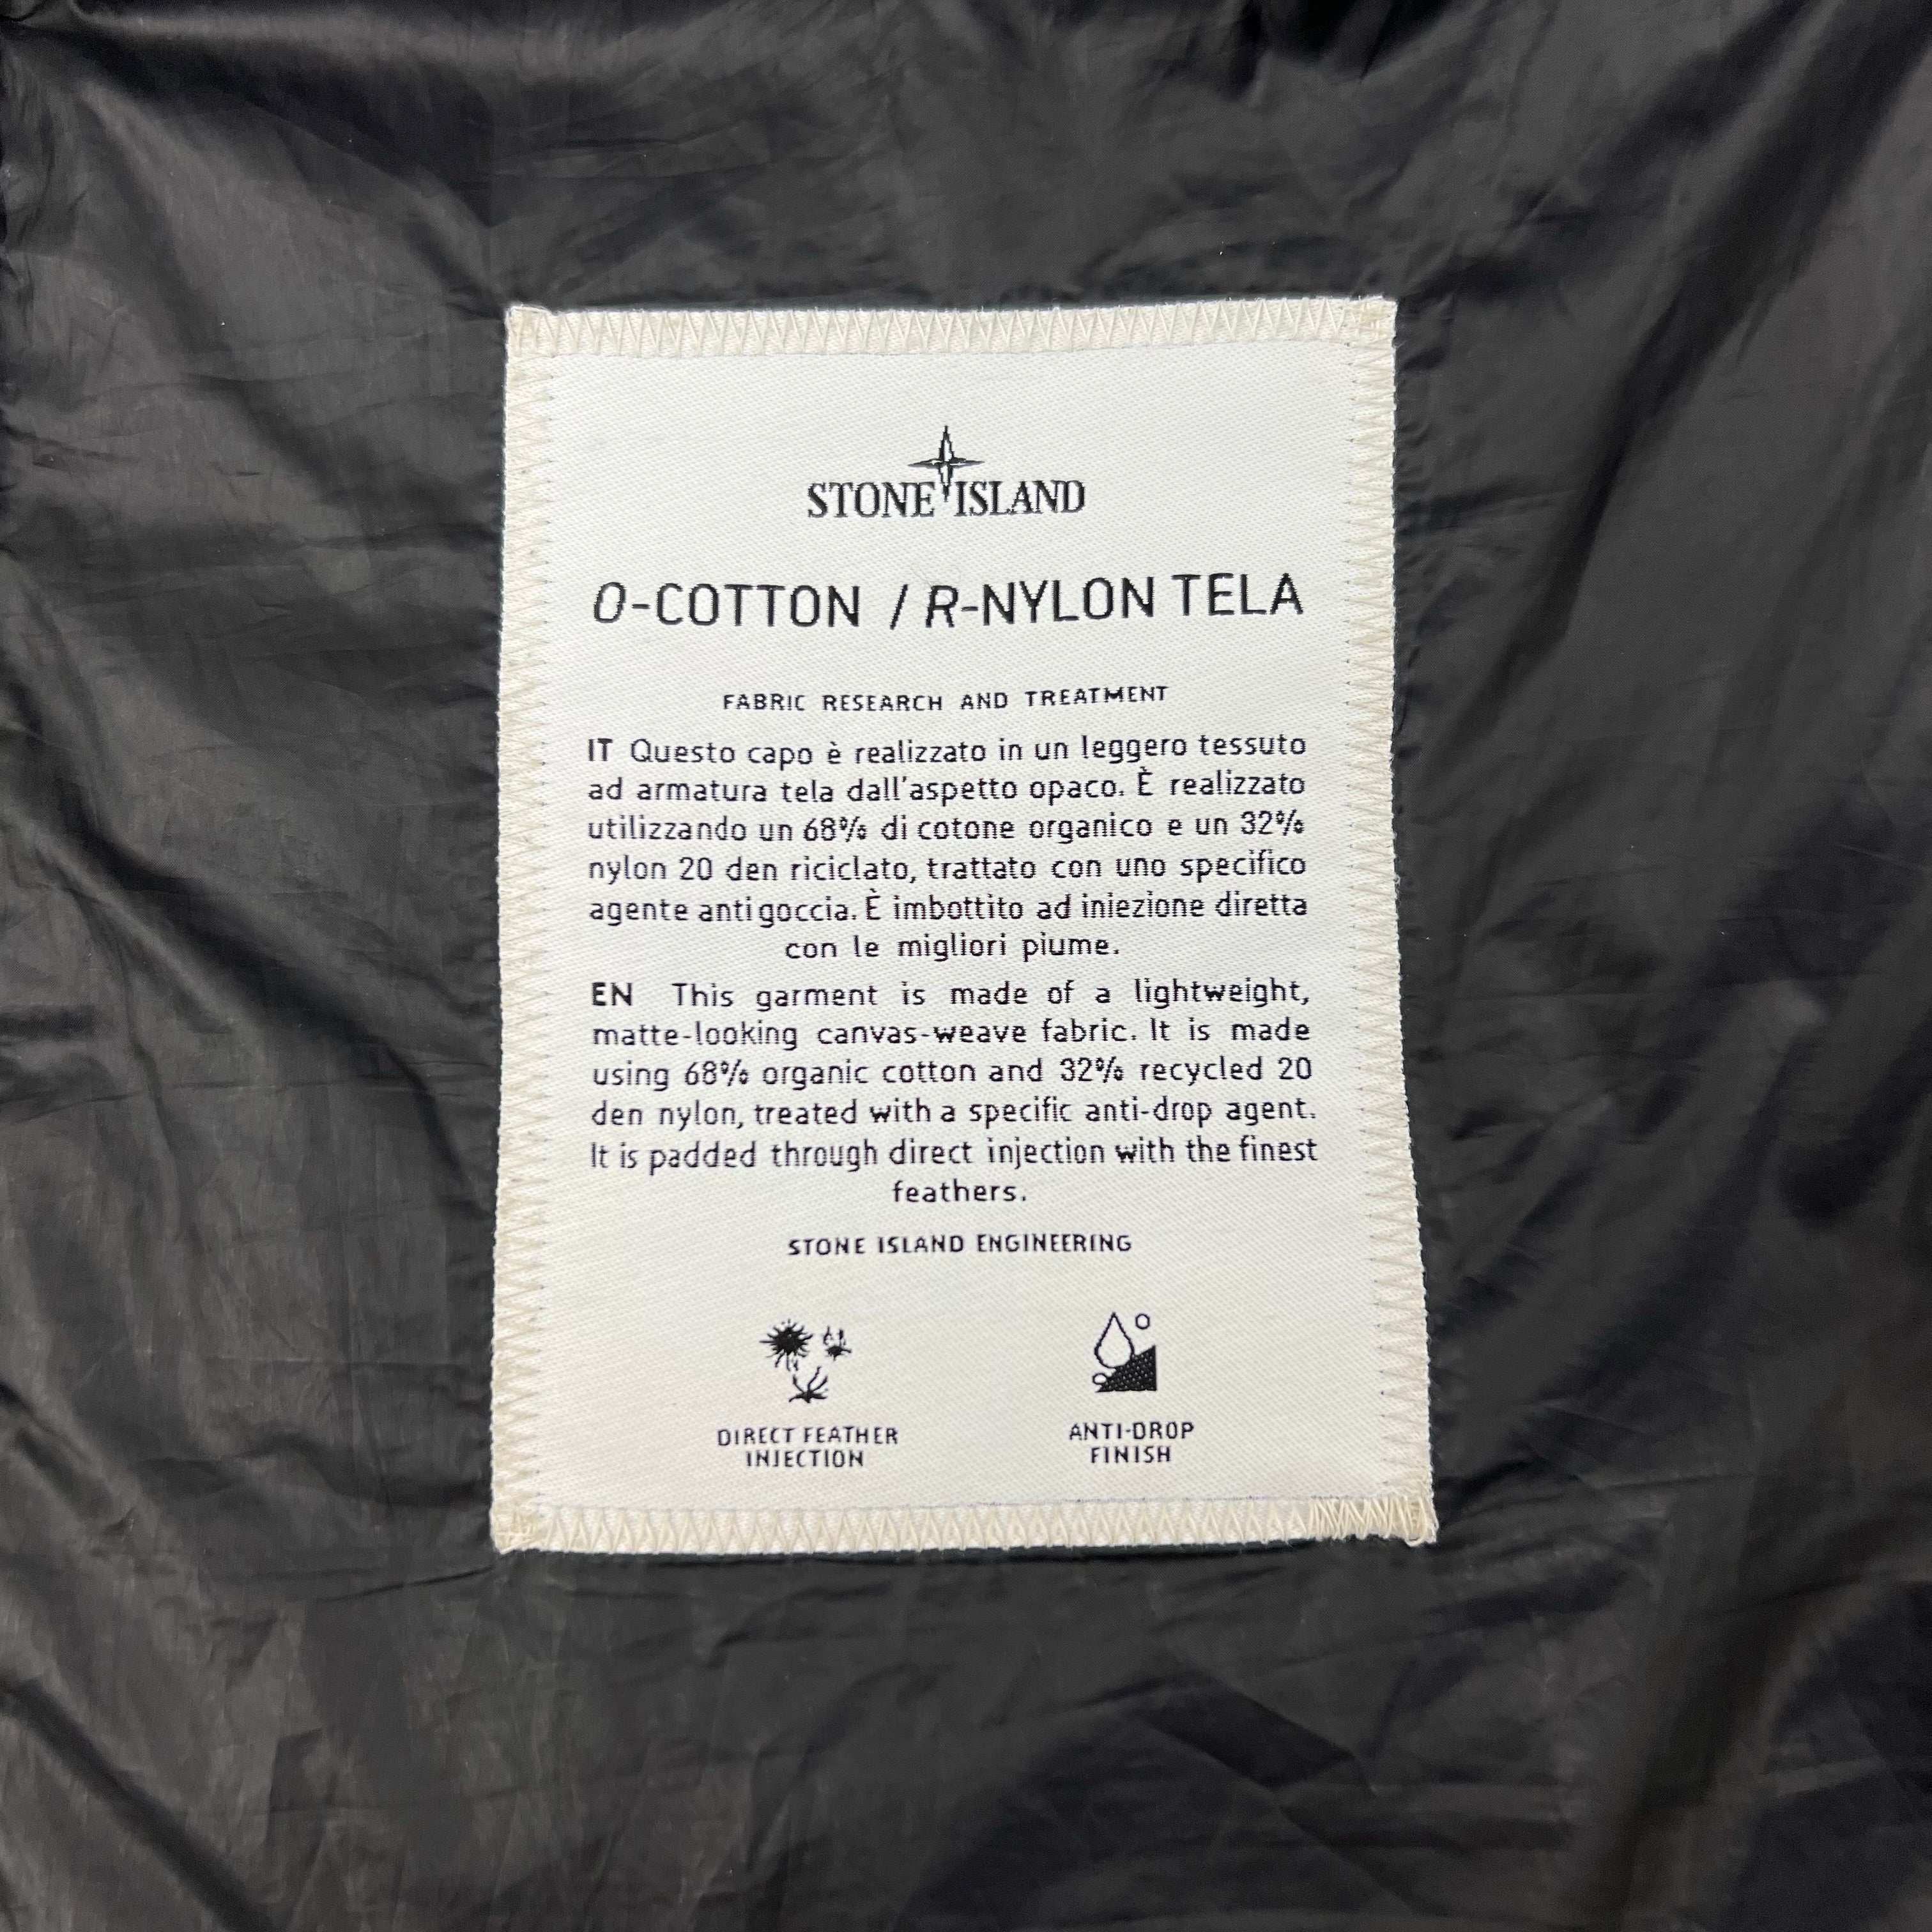 STONE ISLAND
O-COTTON / R-NYLON TELA
FABRIC RESEARCH AND TREATMENT
IT Questo capo è realizzato in un leggero tessuto
ad armatura tela dall'aspetto opaco. È realizzato
utilizzando un 68% di cotone organico e un 32%
nylon 20 den riciclato, trattato con uno specifico
agente antigoccia. È imbottito ad iniezione diretta
con le migliori piume.
EN This garment is made of a lightweight,
matte-looking canvas-weave fabric. It is made
using 68% organic cotton and 32% recycled 20
den nylon, treated with a specific anti-drop agent.
It is padded through direct injection with the finest
feathers.
STONE ISLAND ENGINEERING
DIRECT FEATHER
INJECTION
ANTI-DROP
FINISH